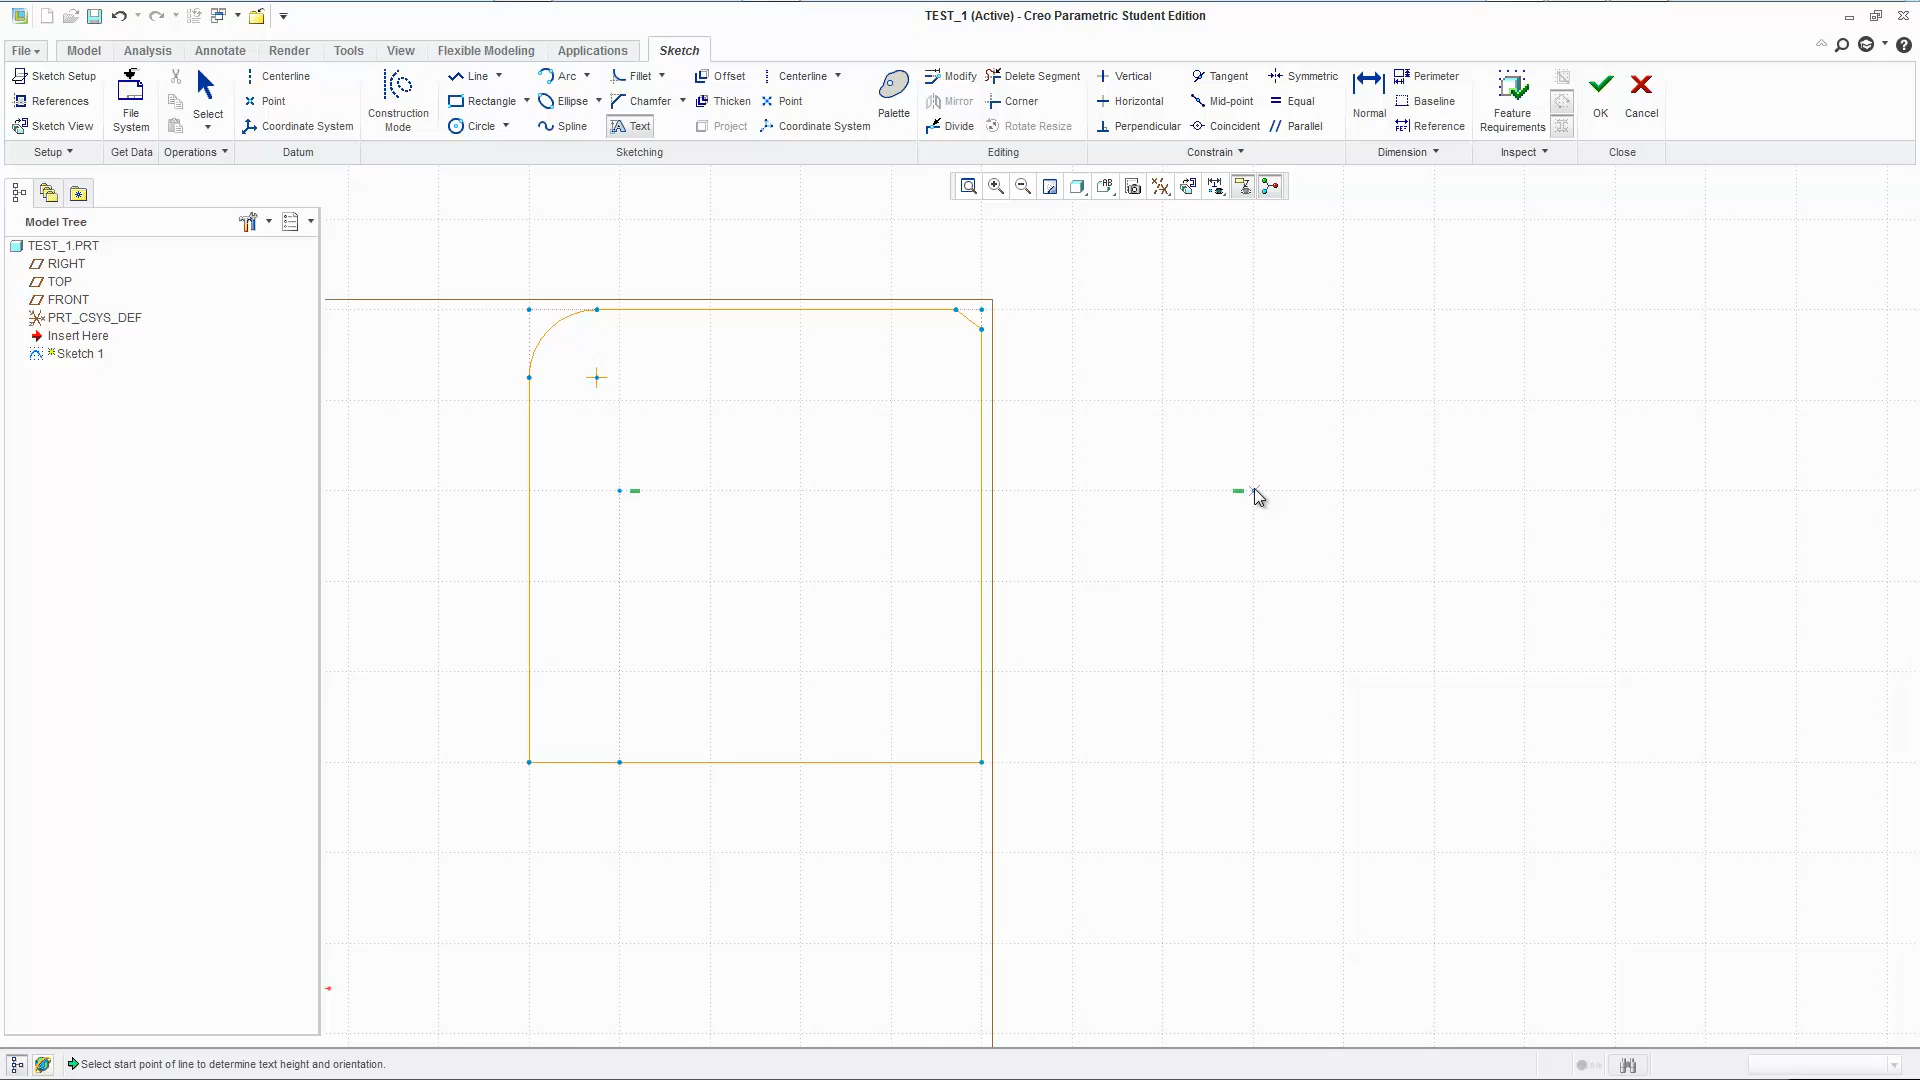 TEST_1 (Active) - Creo Parametric Student Edition
File Model Analysis Annotate Render Tools View Flexible Modeling Applications Sketch
Sketch Setup Centerline Line Arc Fillet Offset Centerline Modify Delete Segment Vertical Tangent Symmetric Perimeter
References Point Rectangle Ellipse Chamfer Thicken Point Mirror Corner Horizontal Mid-point Equal Baseline
Sketch View Coordinate System Circle Spline Text Project Coordinate System Divide Rotate Resize Perpendicular Coincident Parallel Reference
File System
Select
Construction Mode
Palette
Normal
Feature Requirements
OK
Cancel
Setup Get Data Operations Datum Sketching Editing Constrain Dimension Inspect Close
Model Tree
TEST_1.PRT
RIGHT
TOP
FRONT
PRT_CSYS_DEF
Insert Here
Sketch 1
Select start point of line to determine text height and orientation.